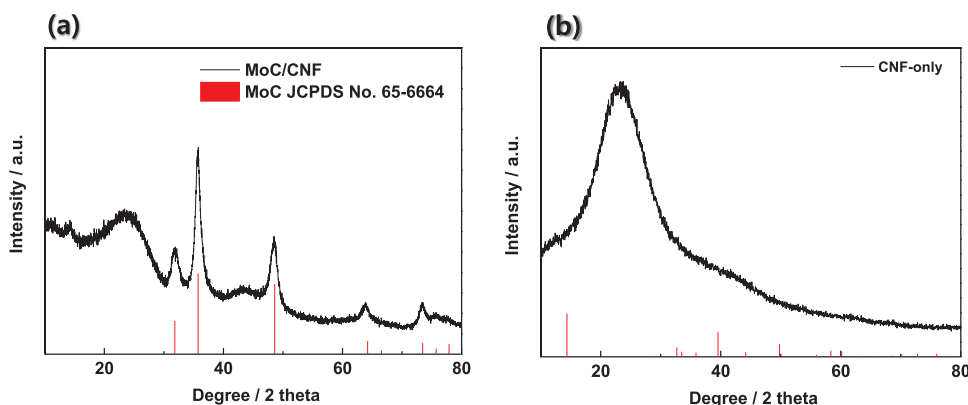 (a)
MoC/CNF
MoC JCPDS No. 65-6664
Intensity / a.u.
20 40 60 80
Degree / 2 theta
(b)
CNF-only
Intensity / a.u.
20 40 60 80
Degree / 2 theta